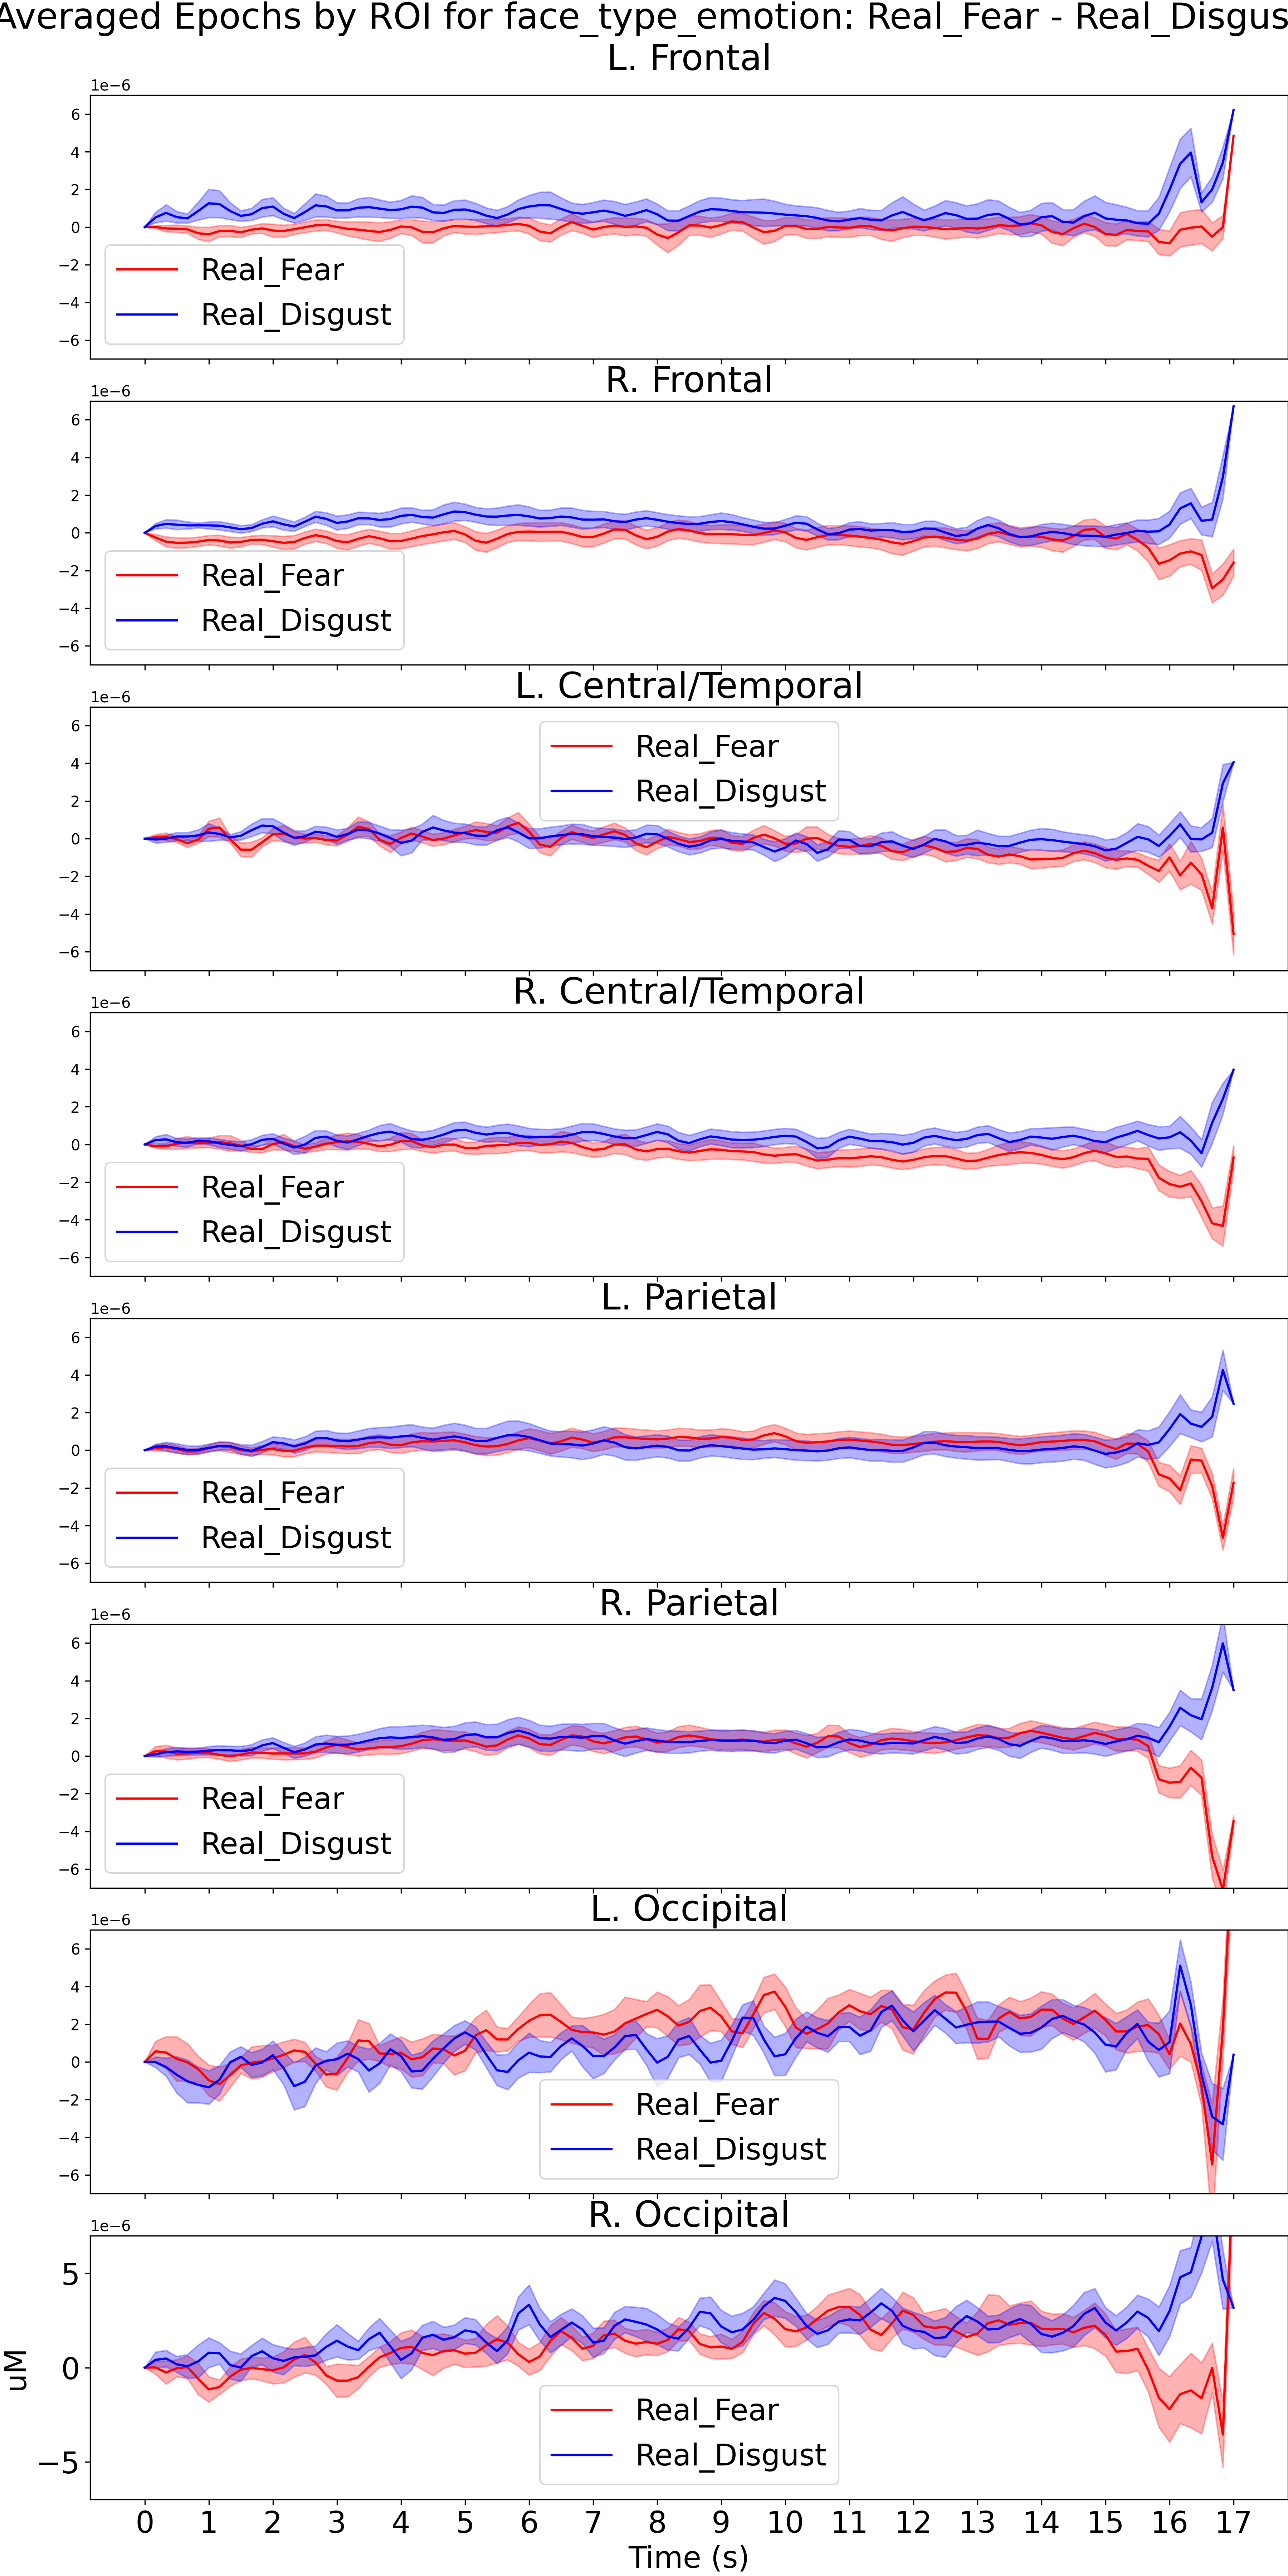 Averaged Epochs by ROI for face_type_emotion: Real_Fear - Real_Disgus
L. Frontal
1e−6
6
4
2
0
−2
−4
−6
Real_Fear
Real_Disgust
R. Frontal
1e−6
6
4
2
0
−2
−4
−6
Real_Fear
Real_Disgust
L. Central/Temporal
1e−6
6
4
2
0
−2
−4
−6
Real_Fear
Real_Disgust
R. Central/Temporal
1e−6
6
4
2
0
−2
−4
−6
Real_Fear
Real_Disgust
L. Parietal
1e−6
6
4
2
0
−2
−4
−6
Real_Fear
Real_Disgust
R. Parietal
1e−6
6
4
2
0
−2
−4
−6
Real_Fear
Real_Disgust
L. Occipital
1e−6
6
4
2
0
−2
−4
−6
Real_Fear
Real_Disgust
R. Occipital
1e−6
5
0
−5
uM
Real_Fear
Real_Disgust
0 1 2 3 4 5 6 7 8 9 10 11 12 13 14 15 16 17
Time (s)